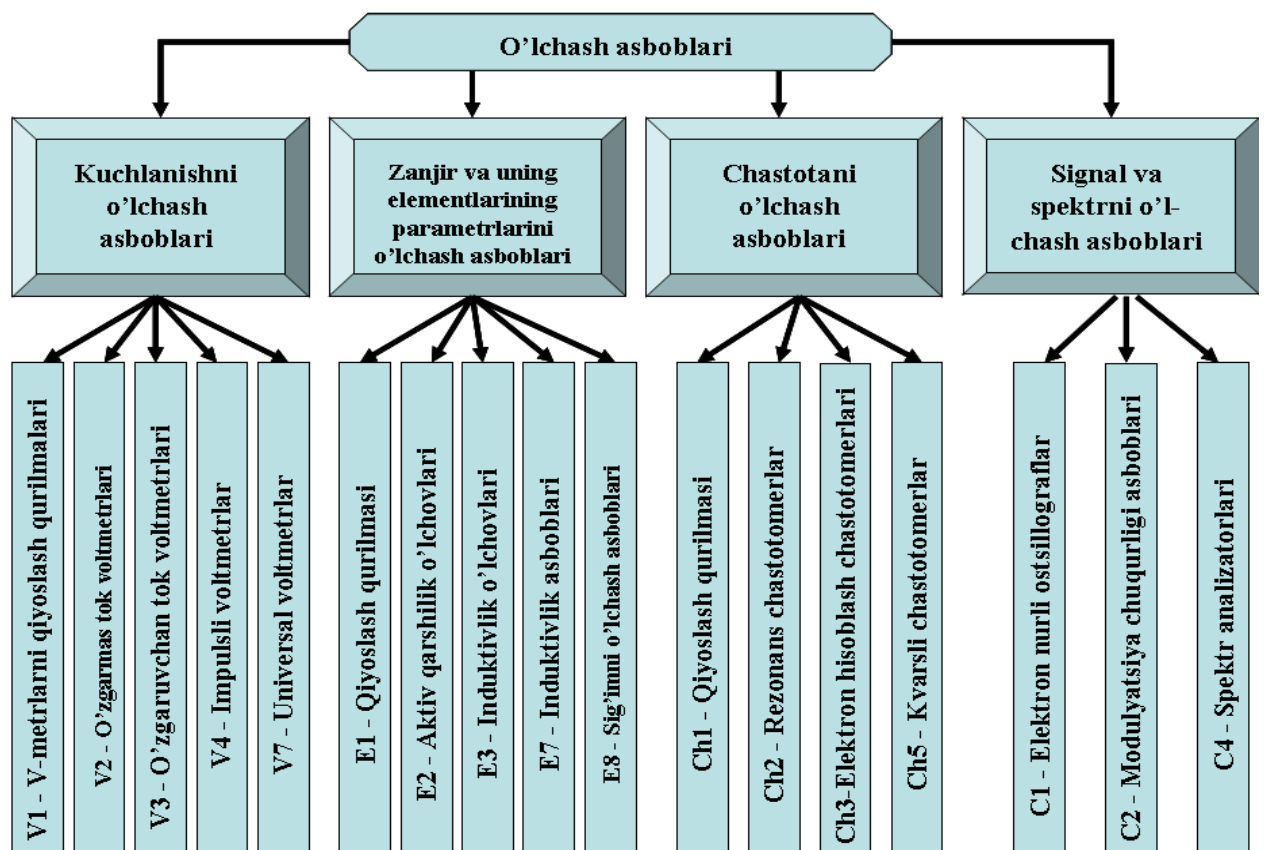 O’lchash asboblari
Kuchlanishni
o’lchash
asboblari
Zanjir va uning
elementlarining
parametrlarini
o’lchash asboblari
Chastotani
o’lchash
asboblari
Signal va
spektrni o’l-
chash asboblari
V1 - V-metrlarni qiyoslash qurilmalari
V2 - O’zgarmas tok voltmetrlari
V3 - O’zgaruvchan tok voltmetrlari
V4 - Impulsli voltmetrlar
V7 - Universal voltmetrlar
E1 - Qiyoslash qurilmasi
E2 - Aktiv qarshilik o’lchovlari
E3 - Induktivlik o’lchovlari
E7 - Induktivlik asboblari
E8 - Sig’imni o’lchash asboblari
Ch1 - Qiyoslash qurilmasi
Ch2 - Rezonans chastotomerlar
Ch3-Elektron hisoblash chastotomerlari
Ch5 - Kvarsli chastotomerlar
C1 - Elektron nurli ostsillograflar
C2 - Modulyatsiya chuqurligi asboblari
C4 - Spektr analizatorlari